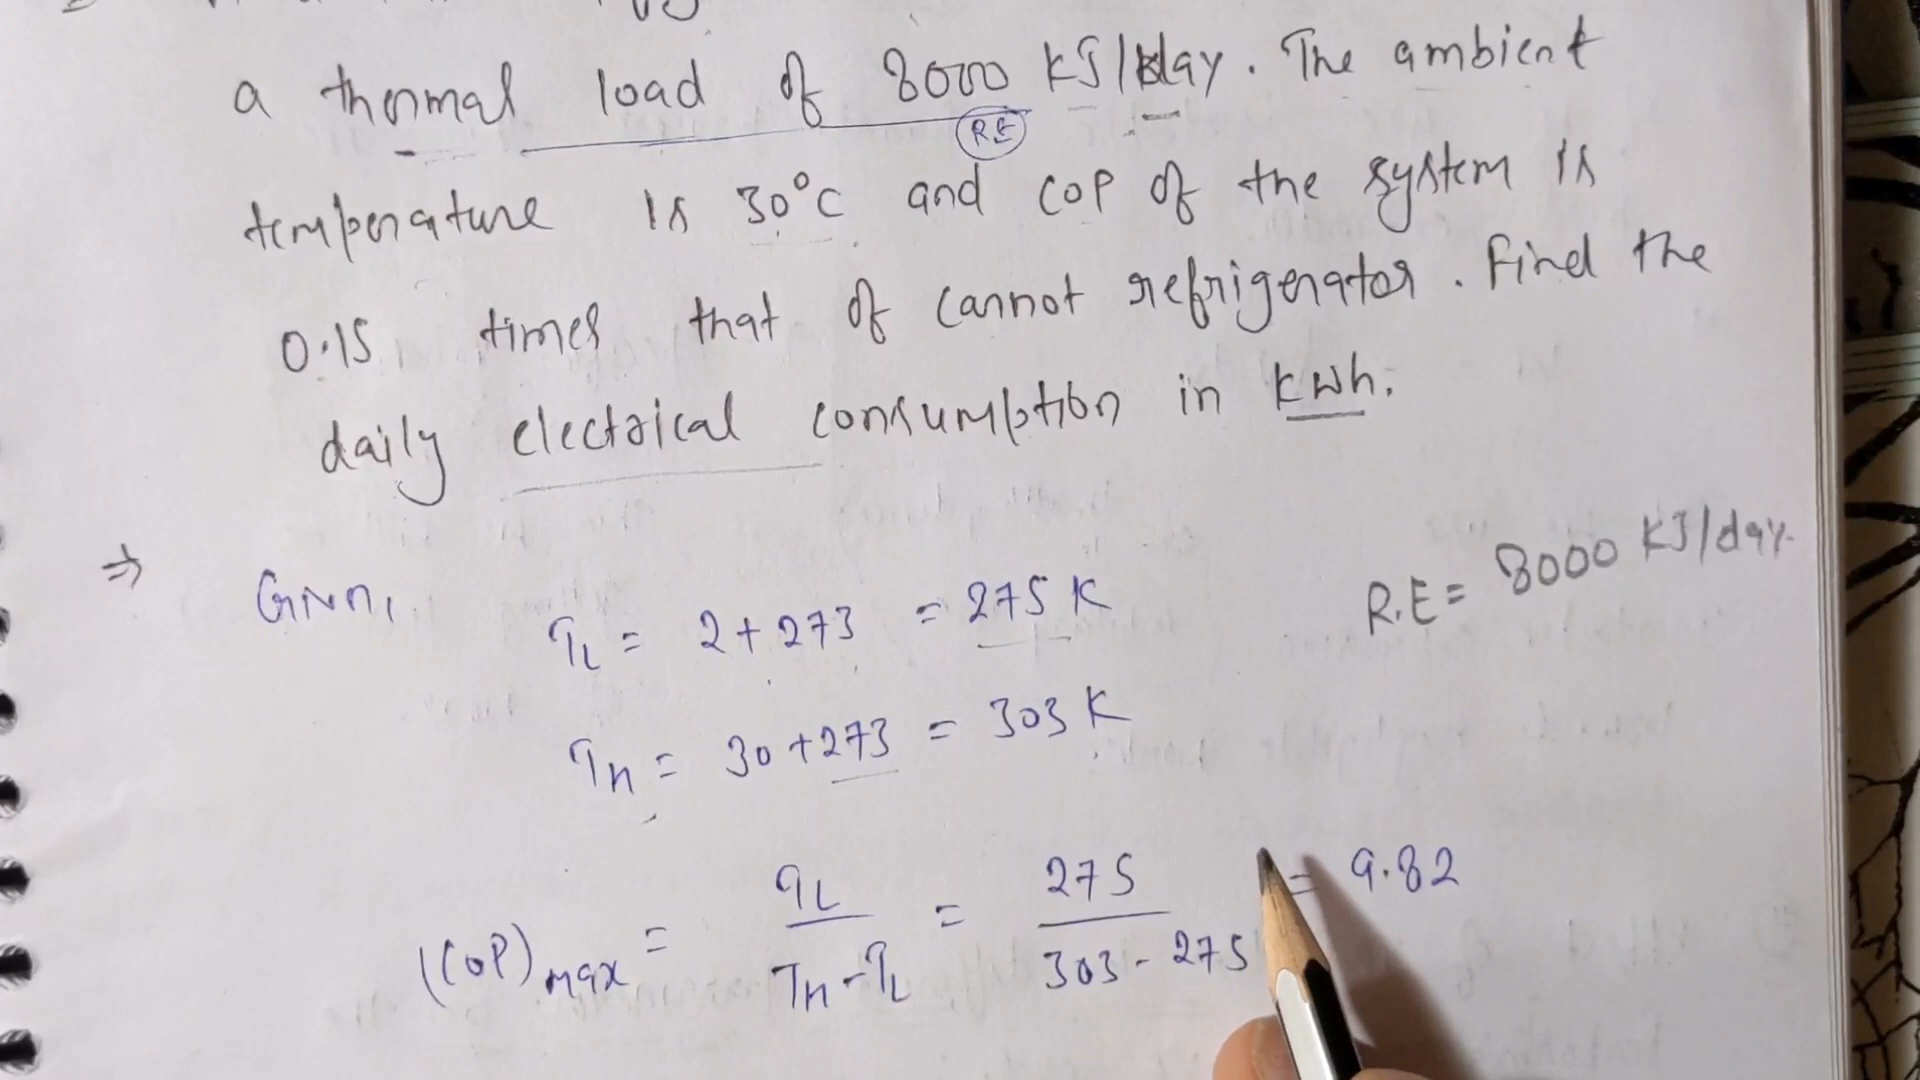 a thermal load of 8000 kJ/day. The ambient
RE
temperature is 30°C and COP of the system is
0.15 times that of cannot refrigerator. Find the
daily electrical consumption in kWh.
⇒ Given,
R.E = 8000 kJ/day.
TL = 2 + 273 = 275 K
TH = 30 + 273 = 303 K
(COP)max = TL / TH - TL = 275 / 303 - 275 = 9.82